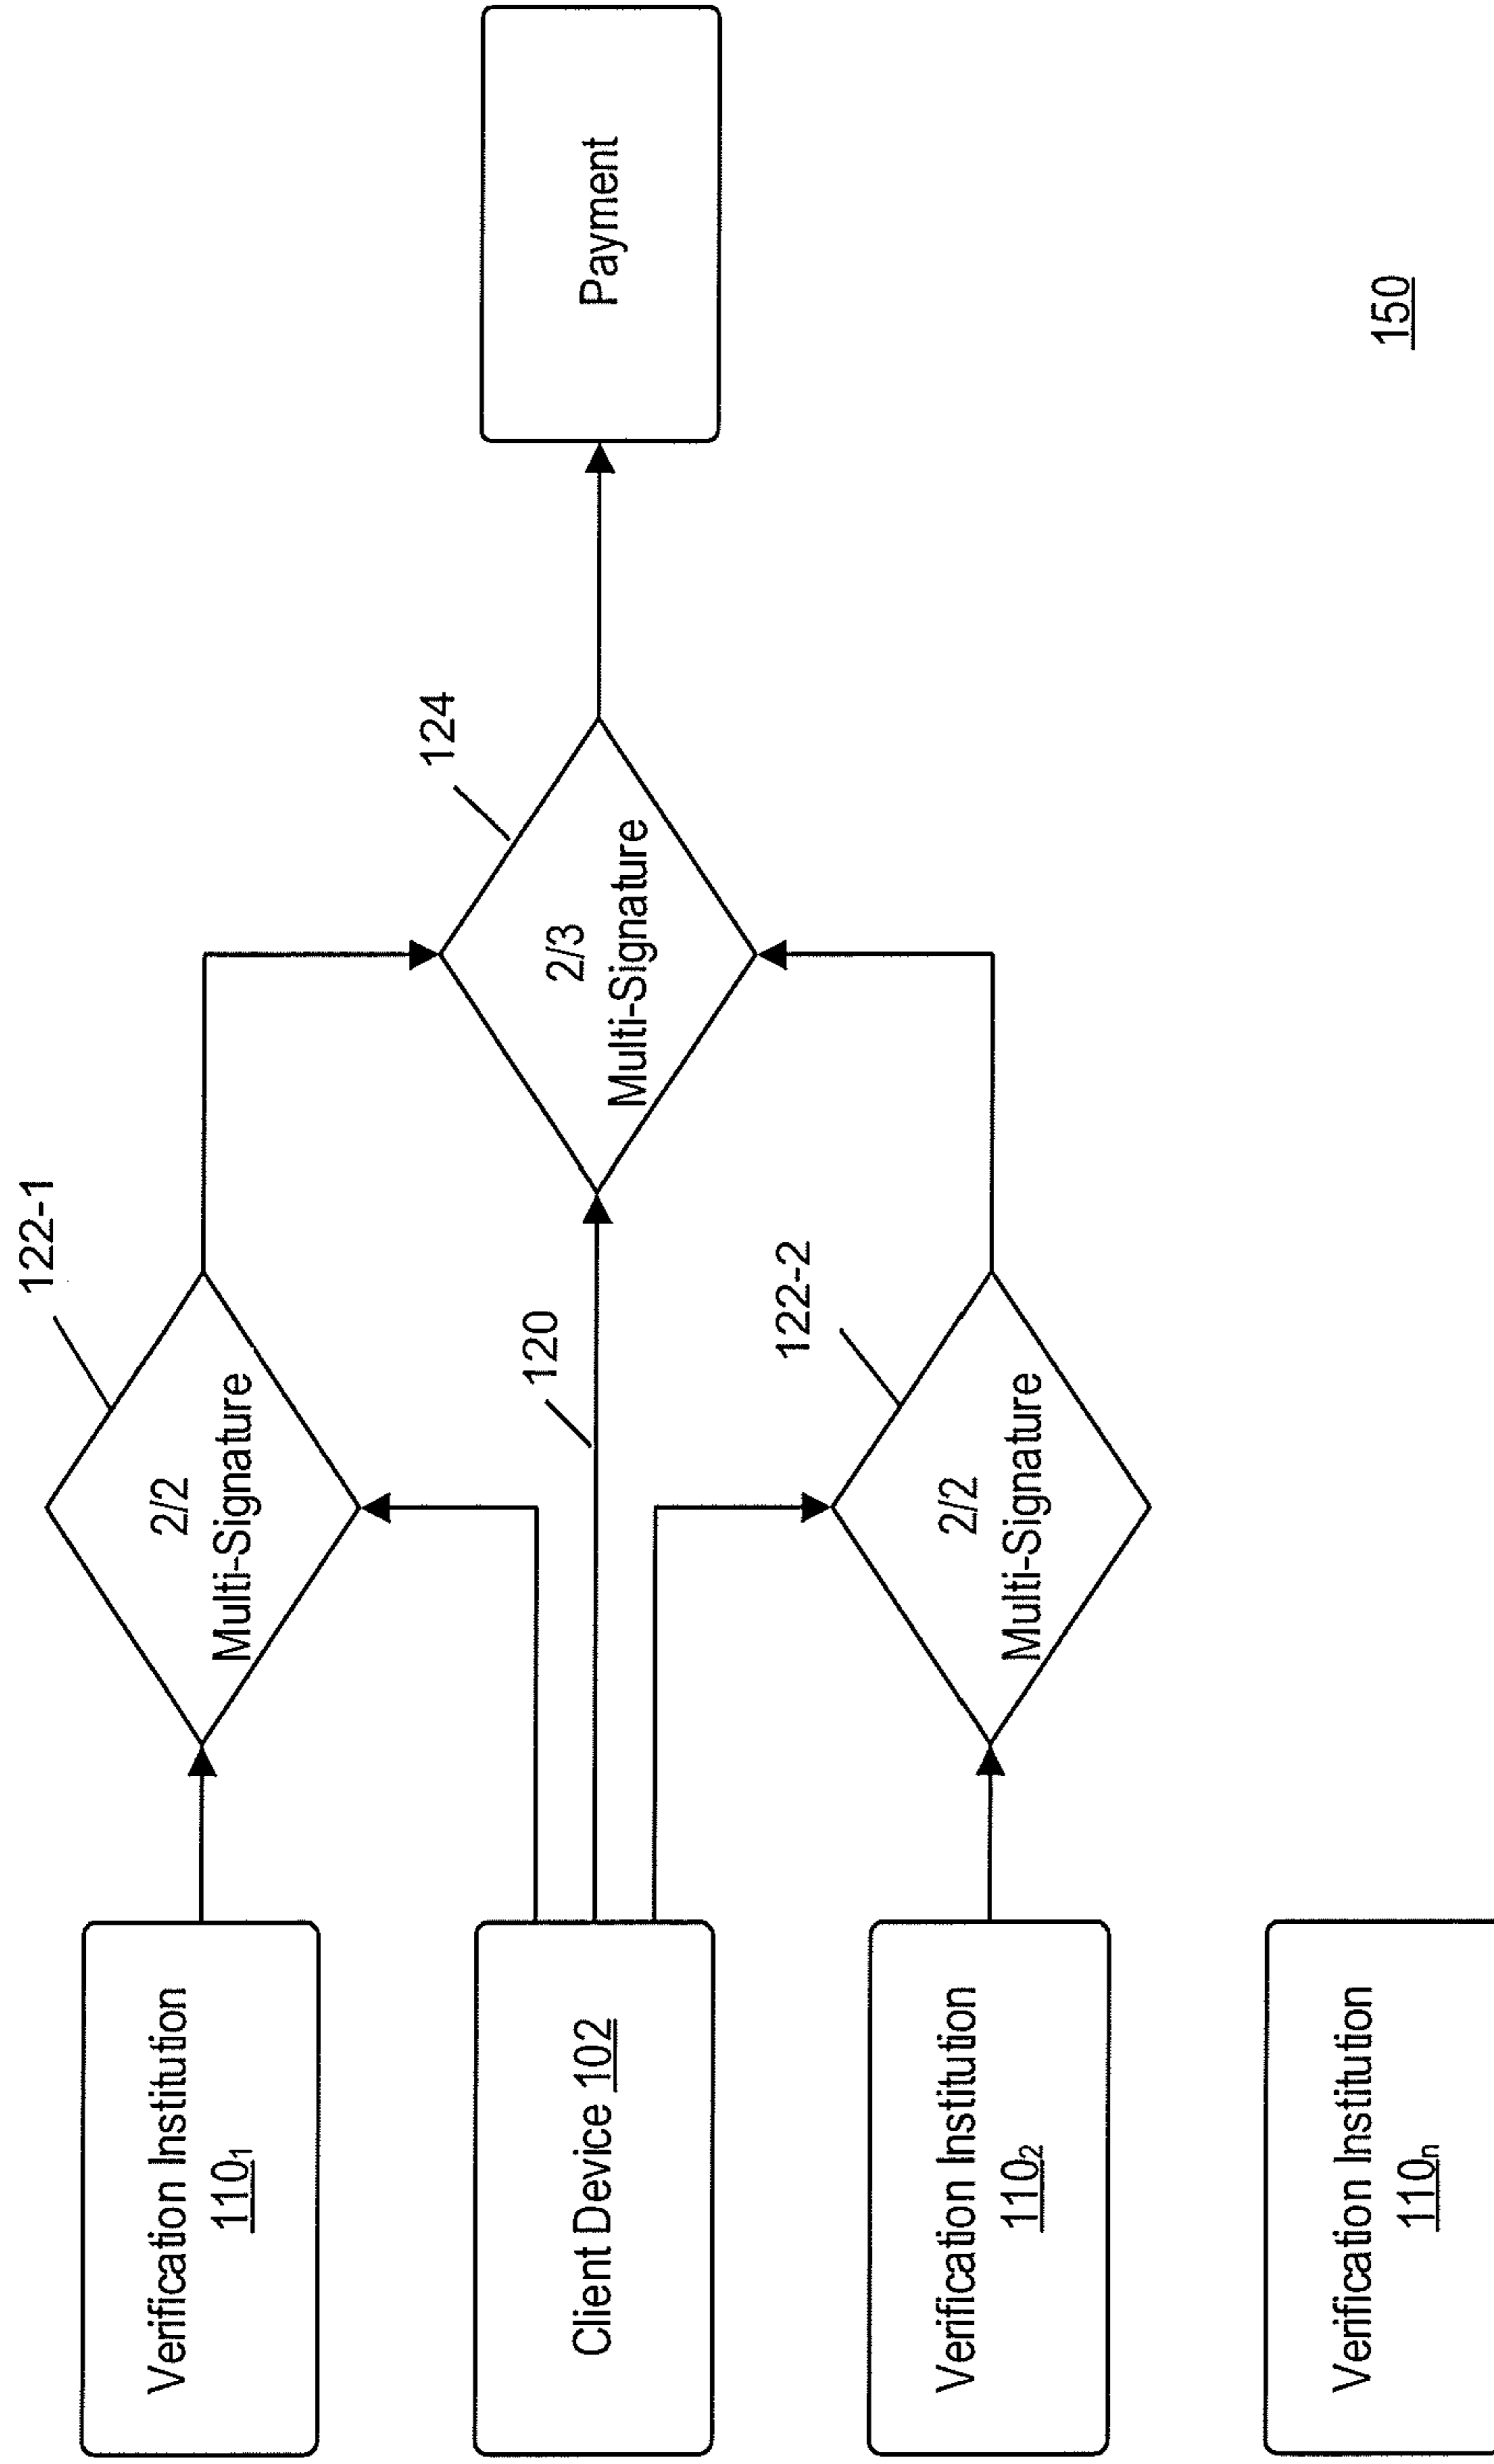 Verification Institution
110₁
Client Device 102
Verification Institution
110₂
Verification Institution
110ₙ
122-1
2/2
Multi-Signature
120
122-2
2/2
Multi-Signature
124
2/3
Multi-Signature
Payment
150